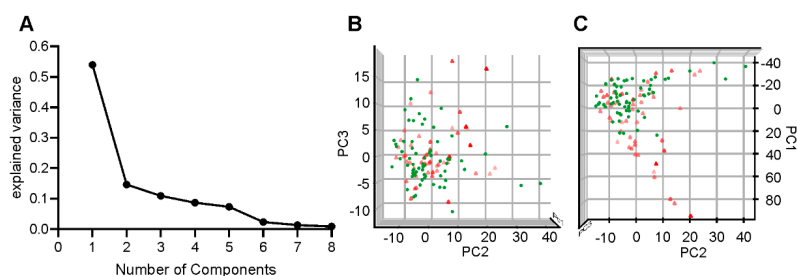 A
B
C
explained variance
0.6
0.5
0.4
0.3
0.2
0.1
0.0
0 1 2 3 4 5 6 7 8
Number of Components
PC3
15
10
5
0
-5
-10
-10 0 10 20 30 40
PC2
-40
-20
0
20
40
60
80
PC1
-10 0 10 20 30 40
PC2